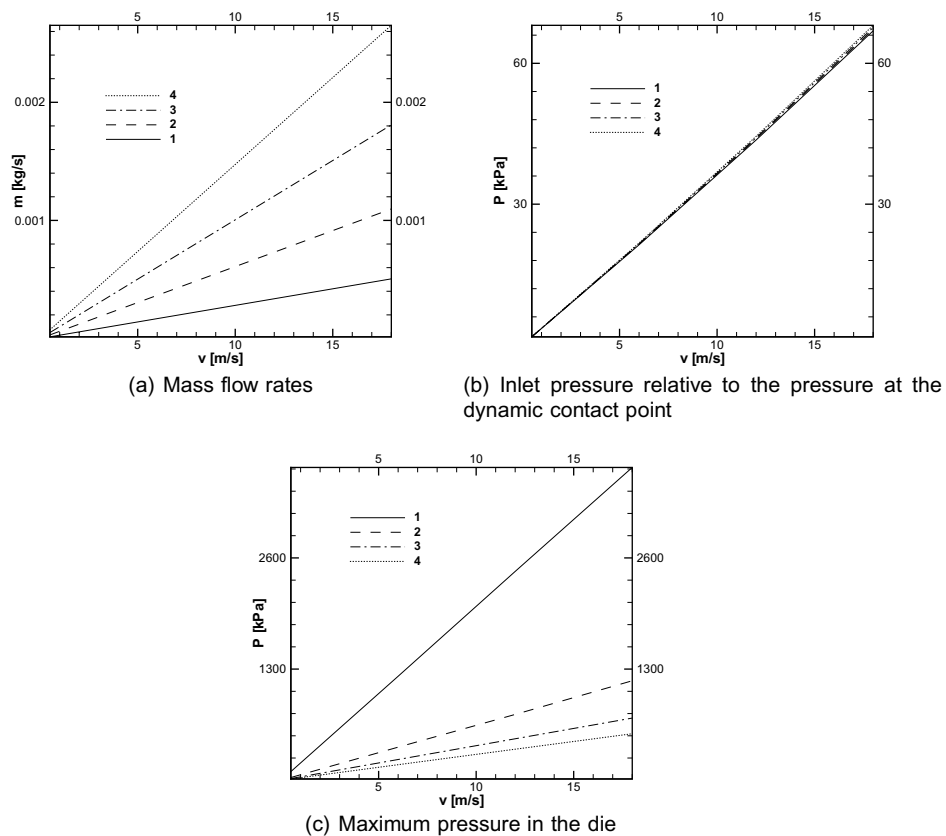 5 10 15
m [kg/s]
0.002 0.002
0.001 0.001
4
3
2
1
5 10 15
v [m/s]
(a) Mass flow rates
5 10 15
P [kPa]
60 60
30 30
1
2
3
4
5 10 15
v [m/s]
(b) Inlet pressure relative to the pressure at the
dynamic contact point
5 10 15
P [kPa]
2600 2600
1300 1300
1
2
3
4
5 10 15
v [m/s]
(c) Maximum pressure in the die